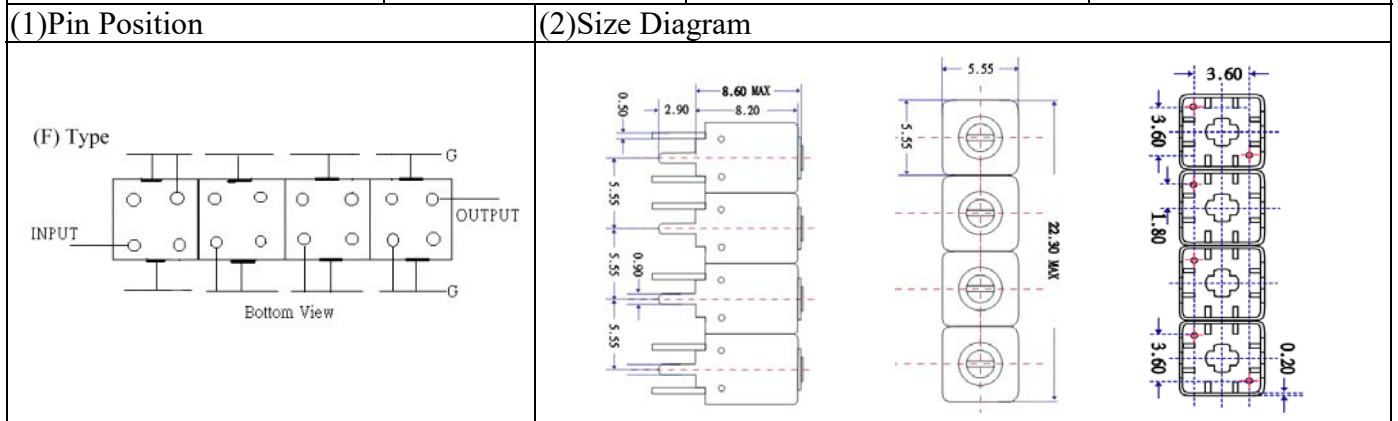 (1)Pin Position
(2)Size Diagram
(F) Type
G
INPUT
OUTPUT
G
Bottom View
8.60 MAX
2.90
8.20
0.50
5.55
5.55
0.90
5.55
5.55
5.55
22.30 MAX
3.60
3.60
1.80
3.60
0.20